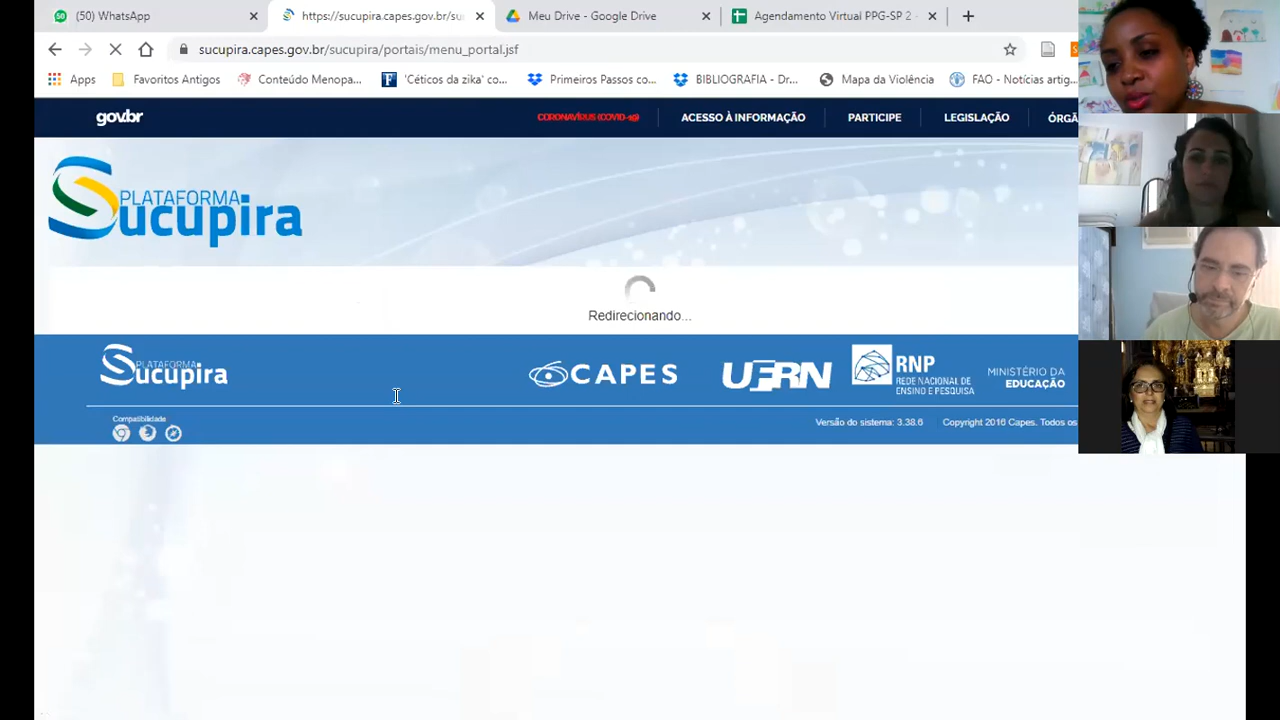 (50) WhatsApp
https://sucupira.capes.gov.br/su
Meu Drive - Google Drive
Agendamento Virtual PPG-SP 2 -
sucupira.capes.gov.br/sucupira/portais/menu_portal.jsf
Apps
Favoritos Antigos
Conteúdo Menopa...
'Céticos da zika' co...
Primeiros Passos co...
BIBLIOGRAFIA - Dr...
Mapa da Violência
FAO - Notícias artig...
gov.br
CORONAVÍRUS (COVID-19)
ACESSO À INFORMAÇÃO
PARTICIPE
LEGISLAÇÃO
ÓRGÃ
PLATAFORMA
Sucupira
Redirecionando...
PLATAFORMA
Sucupira
CAPES
UFRN
RNP
REDE NACIONAL DE
ENSINO E PESQUISA
MINISTÉRIO DA
EDUCAÇÃO
Compatibilidade
Versão do sistema: 3.38.6
Copyright 2016 Capes. Todos os